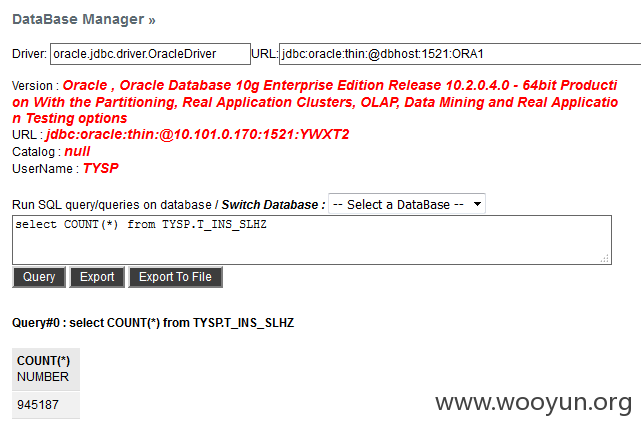 DataBase Manager »
Driver: oracle.jdbc.driver.OracleDriver URL: jdbc:oracle:thin:@dbhost:1521:ORA1
Version : Oracle , Oracle Database 10g Enterprise Edition Release 10.2.0.4.0 - 64bit Producti
on With the Partitioning, Real Application Clusters, OLAP, Data Mining and Real Applicatio
n Testing options
URL : jdbc:oracle:thin:@10.101.0.170:1521:YWXT2
Catalog : null
UserName : TYSP
Run SQL query/queries on database / Switch Database : -- Select a DataBase --
select COUNT(*) from TYSP.T_INS_SLHZ
Query Export Export To File
Query#0 : select COUNT(*) from TYSP.T_INS_SLHZ
COUNT(*)
NUMBER
945187
www.wooyun.org